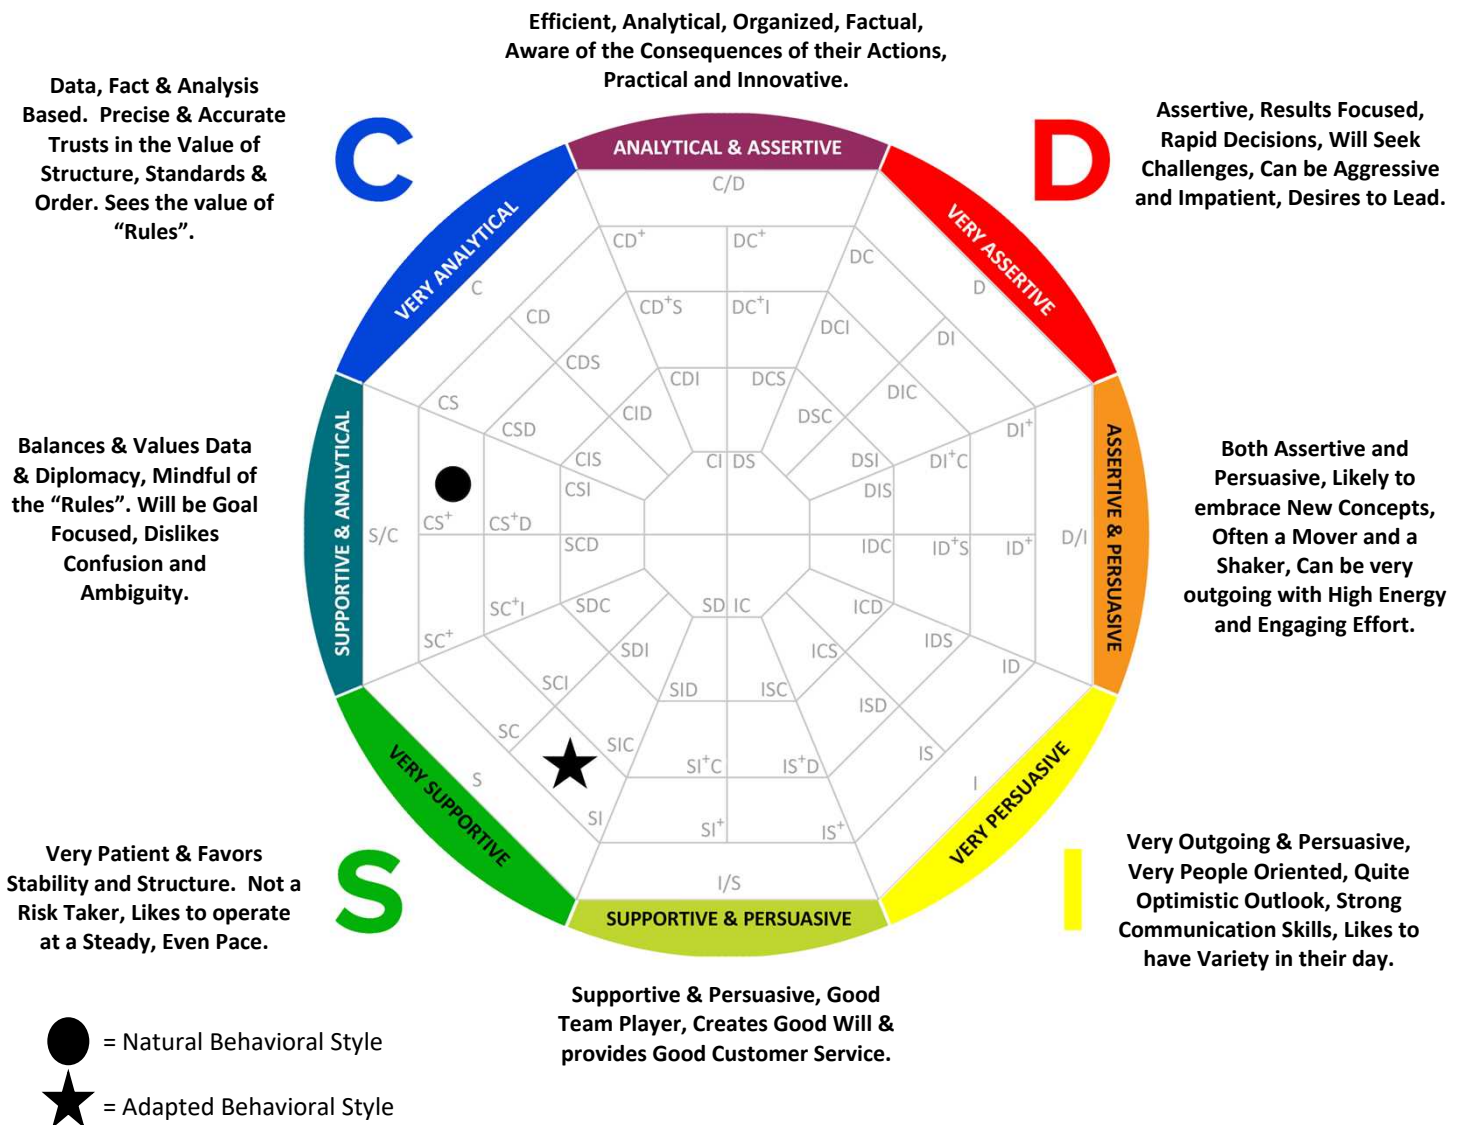 Efficient, Analytical, Organized, Factual,
Aware of the Consequences of their Actions,
Practical and Innovative.
Data, Fact & Analysis
Based. Precise & Accurate
Trusts in the Value of
Structure, Standards &
Order. Sees the value of
“Rules”.
C
D
Assertive, Results Focused,
Rapid Decisions, Will Seek
Challenges, Can be Aggressive
and Impatient, Desires to Lead.
ANALYTICAL & ASSERTIVE
VERY ANALYTICAL
VERY ASSERTIVE
C/D
CD+
DC+
DC
C
D
CD
CD+S
DC+I
DCI
DI
CDS
CDI
DCS
DIC
CS
CID
DSC
CSD
DI+
CIS
CI
DS
DSI
DI+C
CSI
DIS
Balances & Values Data
& Diplomacy, Mindful of
the “Rules”. Will be Goal
Focused, Dislikes
Confusion and
Ambiguity.
SUPPORTIVE & ANALYTICAL
S/C
CS+
CS+D
SCD
IDC
ID+S
ID+
D/I
ASSERTIVE & PERSUASIVE
Both Assertive and
Persuasive, Likely to
embrace New Concepts,
Often a Mover and a
Shaker, Can be very
outgoing with High Energy
and Engaging Effort.
SC+I
SDC
SD
IC
ICD
SC+
SDI
ICS
IDS
ID
SCI
SID
ISC
ISD
SC
SIC
SI+C
IS+D
IS
S
I
SI
SI+
IS+
I/S
VERY SUPPORTIVE
VERY PERSUASIVE
SUPPORTIVE & PERSUASIVE
Very Patient & Favors
Stability and Structure. Not a
Risk Taker, Likes to operate
at a Steady, Even Pace.
S
I
Very Outgoing & Persuasive,
Very People Oriented, Quite
Optimistic Outlook, Strong
Communication Skills, Likes to
have Variety in their day.
Supportive & Persuasive, Good
Team Player, Creates Good Will &
provides Good Customer Service.
= Natural Behavioral Style
= Adapted Behavioral Style